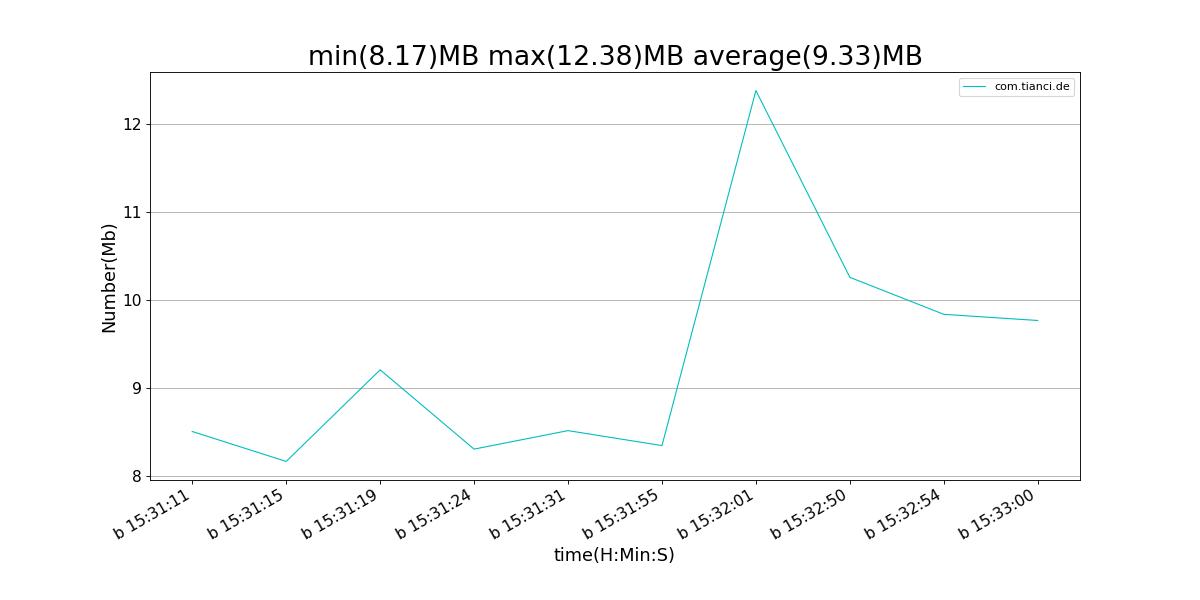 min(8.17)MB max(12.38)MB average(9.33)MB
com.tianci.de
12
11
10
9
8
Number(Mb)
b 15:31:11
b 15:31:15
b 15:31:19
b 15:31:24
b 15:31:31
b 15:31:55
b 15:32:01
b 15:32:50
b 15:32:54
b 15:33:00
time(H:Min:S)